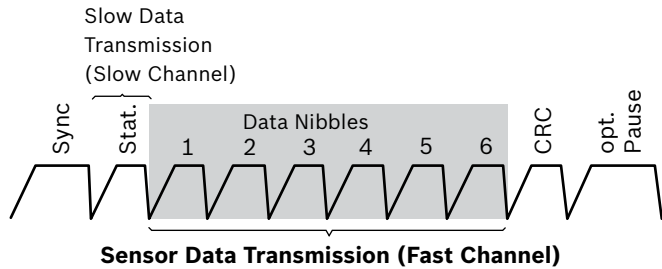 Slow Data
Transmission
(Slow Channel)
Sync
Stat.
Data Nibbles
1 2 3 4 5 6
CRC
opt.
Pause
Sensor Data Transmission (Fast Channel)